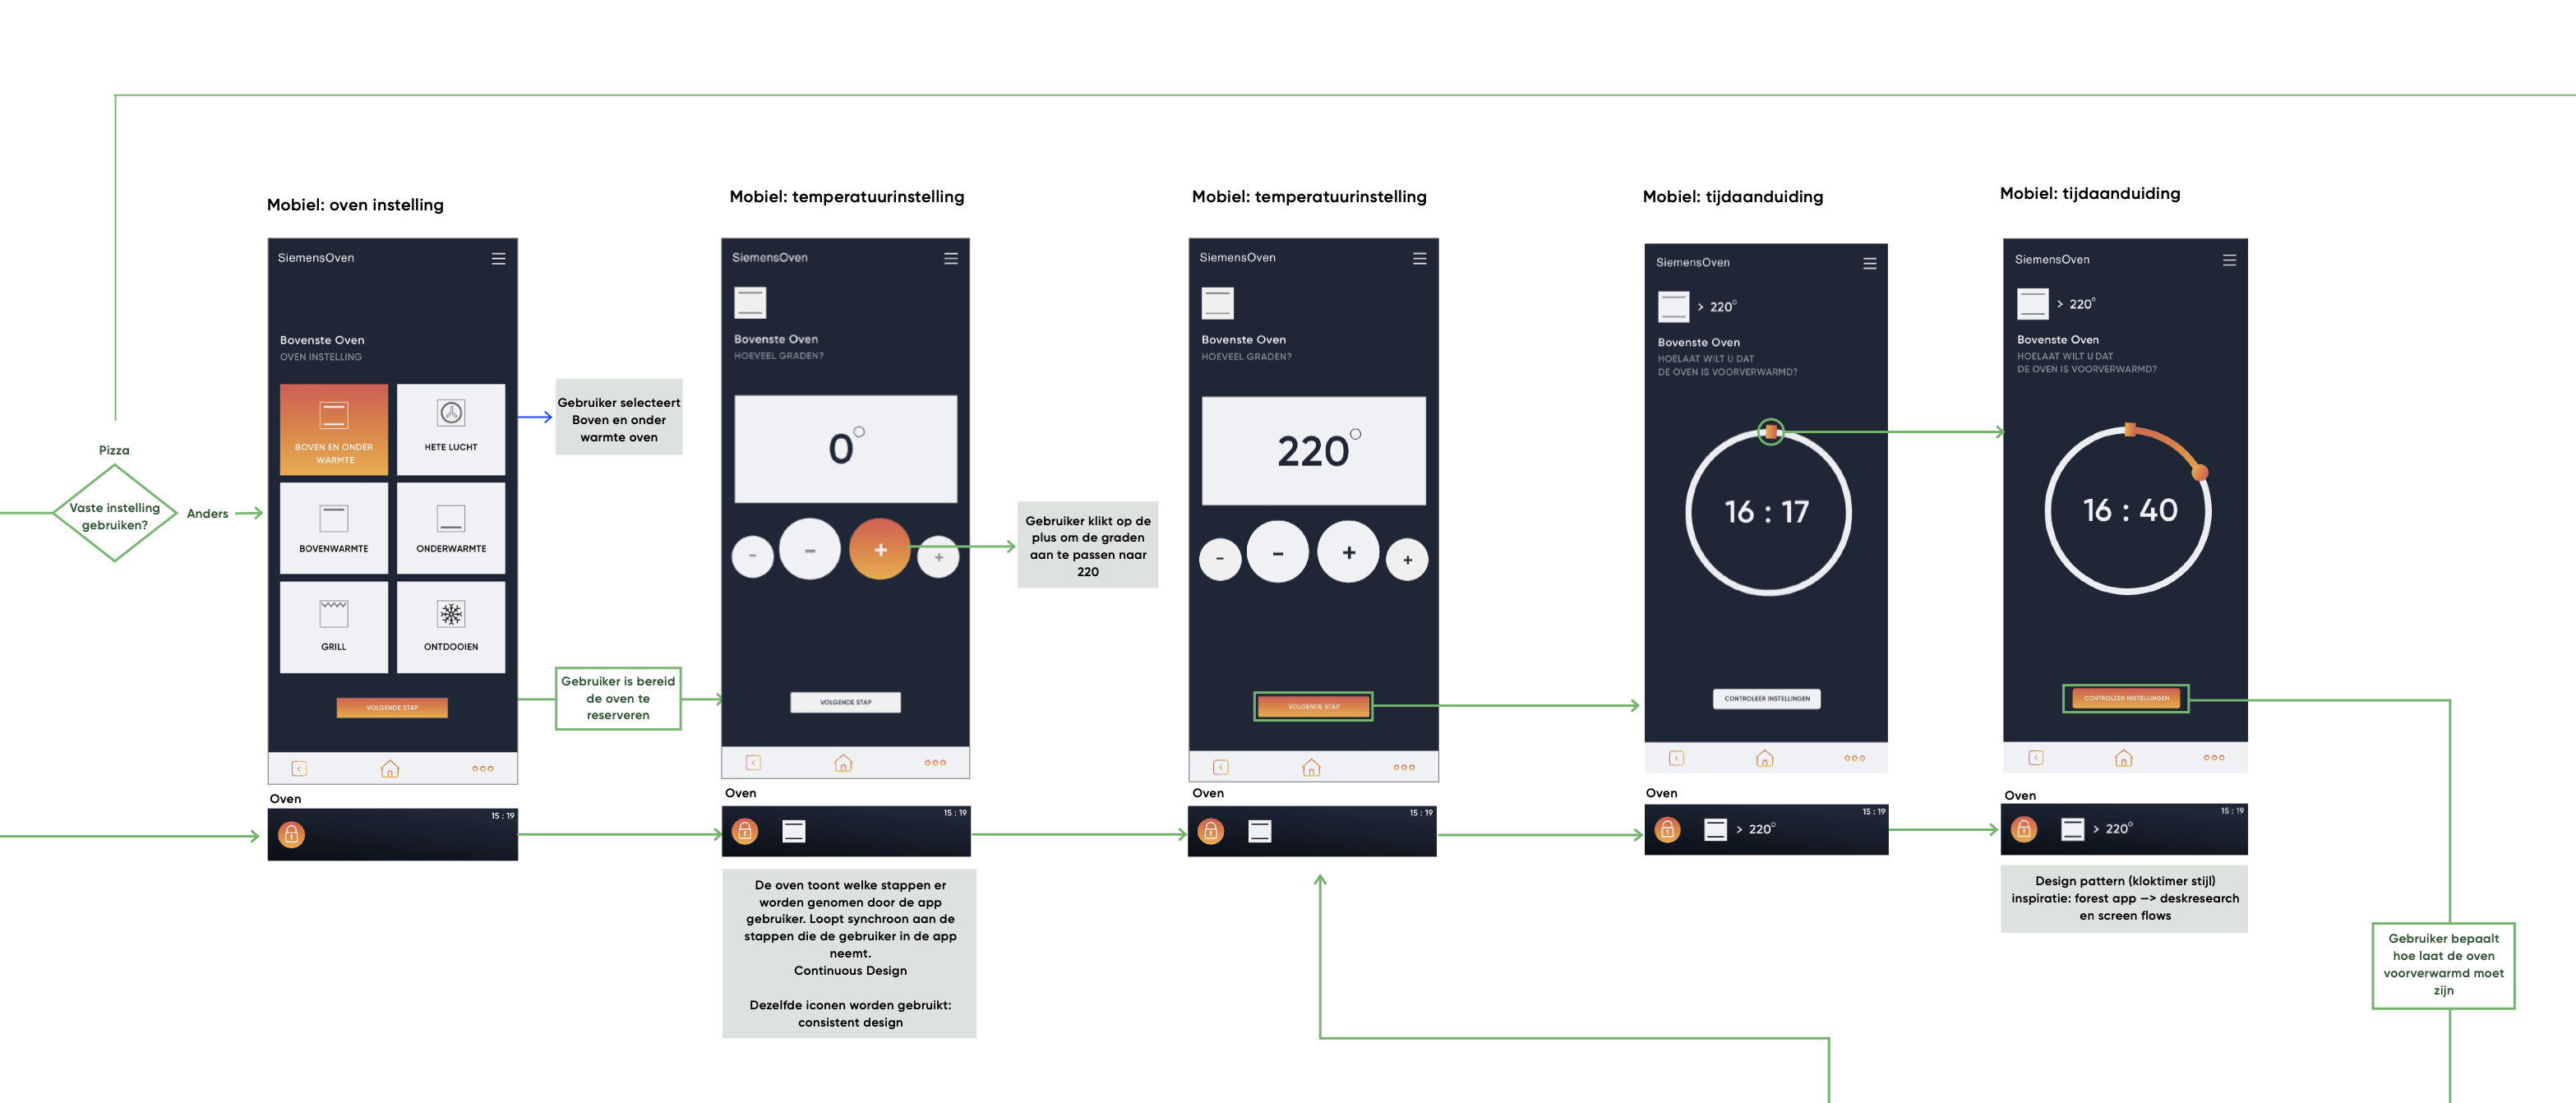 Mobiel: oven instelling
Mobiel: temperatuurinstelling
Mobiel: temperatuurinstelling
Mobiel: tijdaanduiding
Mobiel: tijdaanduiding
Pizza
Vaste instelling
gebruiken?
Anders
SiemensOven
Bovenste Oven
OVEN INSTELLING
BOVEN EN ONDER
WARMTE
HETE LUCHT
BOVENWARMTE
ONDERWARMTE
GRILL
ONTDOOIEN
VOLGENDE STAP
Oven
15 : 19
Gebruiker selecteert
Boven en onder
warmte oven
Gebruiker is bereid
de oven te
reserveren
SiemensOven
Bovenste Oven
HOEVEEL GRADEN?
0°
-
-
+
+
VOLGENDE STAP
Oven
15 : 19
De oven toont welke stappen er
worden genomen door de app
gebruiker. Loopt synchroon aan de
stappen die de gebruiker in de app
neemt.
Continuous Design
Dezelfde iconen worden gebruikt:
consistent design
Gebruiker klikt op de
plus om de graden
aan te passen naar
220
SiemensOven
Bovenste Oven
HOEVEEL GRADEN?
220°
-
-
+
+
VOLGENDE STAP
Oven
15 : 19
SiemensOven
> 220°
Bovenste Oven
HOELAAT WILT U DAT
DE OVEN IS VOORVERWARMD?
16 : 17
CONTROLEER INSTELLINGEN
Oven
> 220°
15 : 19
SiemensOven
> 220°
Bovenste Oven
HOELAAT WILT U DAT
DE OVEN IS VOORVERWARMD?
16 : 40
CONTROLEER INSTELLINGEN
Oven
> 220°
15 : 19
Design pattern (kloktimer stijl)
inspiratie: forest app —> deskresearch
en screen flows
Gebruiker bepaalt
hoe laat de oven
voorverwarmd moet
zijn